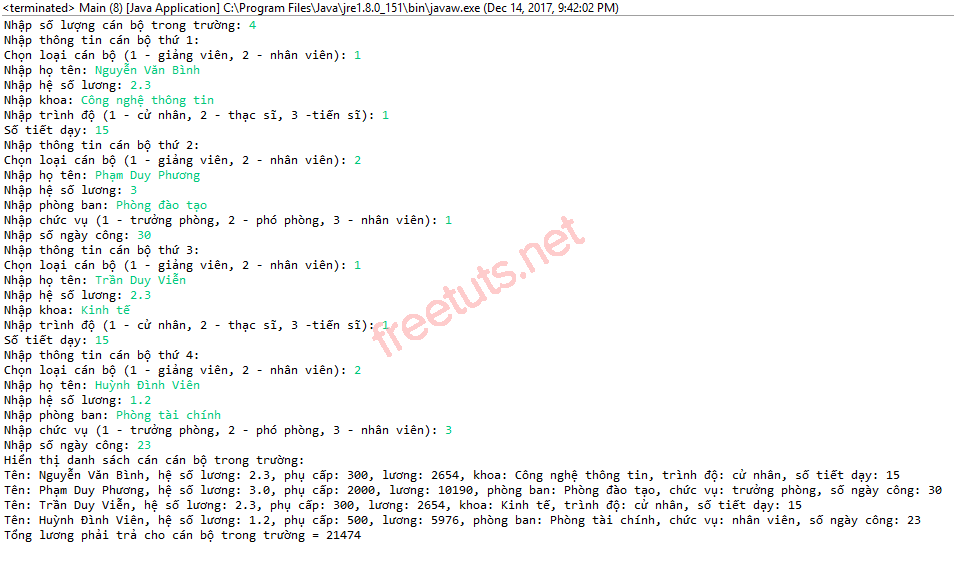 <terminated> Main (8) [Java Application] C:\Program Files\Java\jre1.8.0_151\bin\javaw.exe (Dec 14, 2017, 9:42:02 PM)
Nhập số lượng cán bộ trong trường: 4
Nhập thông tin cán bộ thứ 1:
Chọn loại cán bộ (1 - giảng viên, 2 - nhân viên): 1
Nhập họ tên: Nguyễn Văn Bình
Nhập hệ số lương: 2.3
Nhập khoa: Công nghệ thông tin
Nhập trình độ (1 - cử nhân, 2 - thạc sĩ, 3 -tiến sĩ): 1
Số tiết dạy: 15
Nhập thông tin cán bộ thứ 2:
Chọn loại cán bộ (1 - giảng viên, 2 - nhân viên): 2
Nhập họ tên: Phạm Duy Phương
Nhập hệ số lương: 3
Nhập phòng ban: Phòng đào tạo
Nhập chức vụ (1 - trưởng phòng, 2 - phó phòng, 3 - nhân viên): 1
Nhập số ngày công: 30
Nhập thông tin cán bộ thứ 3:
Chọn loại cán bộ (1 - giảng viên, 2 - nhân viên): 1
Nhập họ tên: Trần Duy Viễn
Nhập hệ số lương: 2.3
Nhập khoa: Kinh tế
Nhập trình độ (1 - cử nhân, 2 - thạc sĩ, 3 -tiến sĩ): 1
Số tiết dạy: 15
Nhập thông tin cán bộ thứ 4:
Chọn loại cán bộ (1 - giảng viên, 2 - nhân viên): 2
Nhập họ tên: Huỳnh Đình Viên
Nhập hệ số lương: 1.2
Nhập phòng ban: Phòng tài chính
Nhập chức vụ (1 - trưởng phòng, 2 - phó phòng, 3 - nhân viên): 3
Nhập số ngày công: 23
Hiển thị danh sách cán cán bộ trong trường:
Tên: Nguyễn Văn Bình, hệ số lương: 2.3, phụ cấp: 300, lương: 2654, khoa: Công nghệ thông tin, trình độ: cử nhân, số tiết dạy: 15
Tên: Phạm Duy Phương, hệ số lương: 3.0, phụ cấp: 2000, lương: 10190, phòng ban: Phòng đào tạo, chức vụ: trưởng phòng, số ngày công: 30
Tên: Trần Duy Viễn, hệ số lương: 2.3, phụ cấp: 300, lương: 2654, khoa: Kinh tế, trình độ: cử nhân, số tiết dạy: 15
Tên: Huỳnh Đình Viên, hệ số lương: 1.2, phụ cấp: 500, lương: 5976, phòng ban: Phòng tài chính, chức vụ: nhân viên, số ngày công: 23
Tổng lương phải trả cho cán bộ trong trường = 21474
freetuts.net